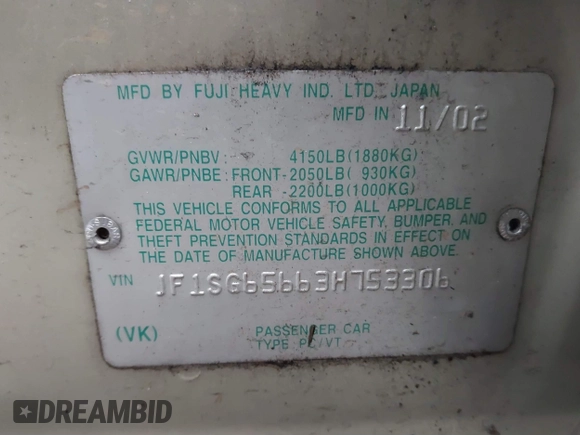 MFD BY FUJI HEAVY IND. LTD. JAPAN
MFD IN 11/02
GVWR/PNBV: 4150LB(1880KG)
GAWR/PNBE: FRONT-2050LB( 930KG)
REAR -2200LB(1000KG)
THIS VEHICLE CONFORMS TO ALL APPLICABLE
FEDERAL MOTOR VEHICLE SAFETY, BUMPER, AND
THEFT PREVENTION STANDARDS IN EFFECT ON
THE DATE OF MANUFACTURE SHOWN ABOVE.
VIN JF1SG65663H753306
(VK) PASSENGER CAR
TYPE PC/VT
DREAMBID